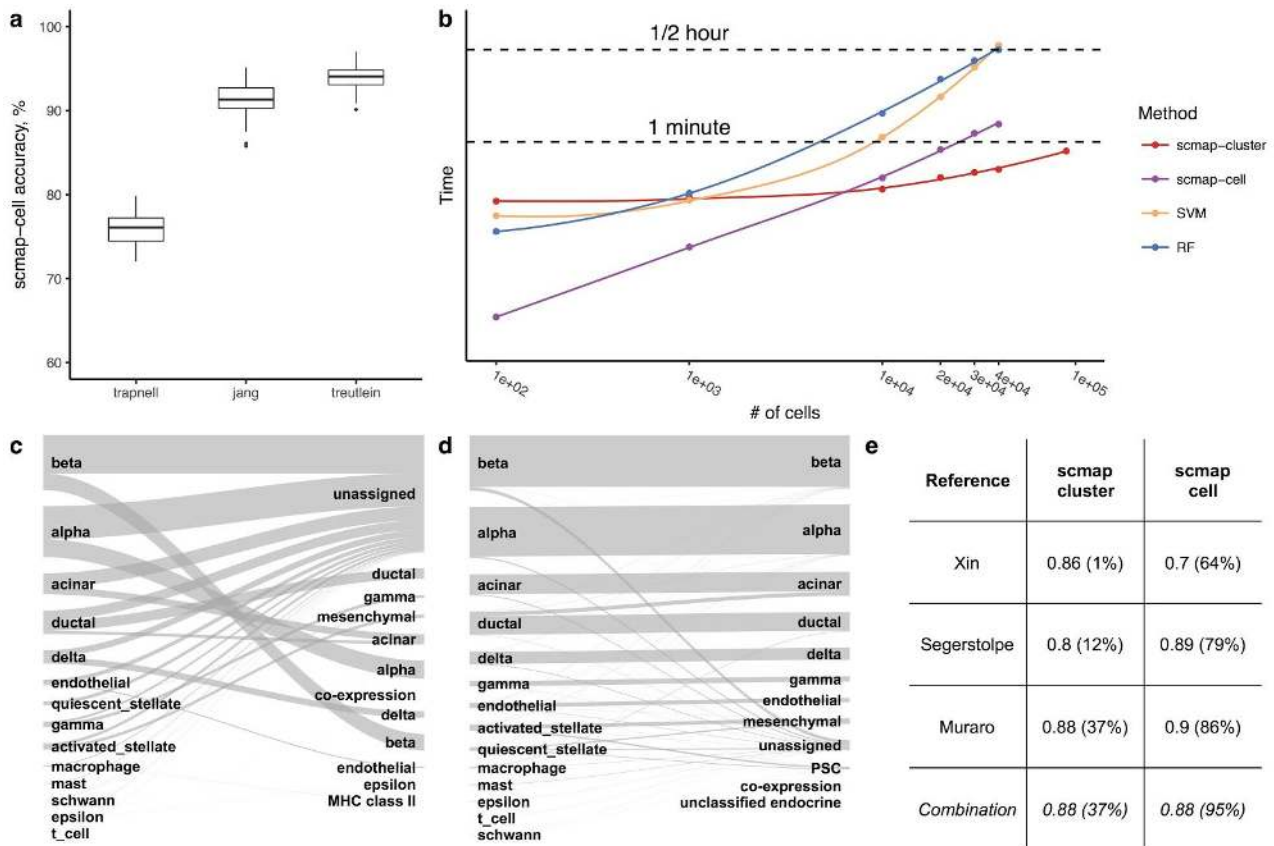 a
100
90
80
70
60
scmap-cell accuracy, %
trapnell
jang
treutlein
b
1/2 hour
1 minute
Time
1e+02
1e+03
1e+04
2e+04
3e+04
4e+04
1e+05
# of cells
Method
scmap-cluster
scmap-cell
SVM
RF
c
beta
alpha
acinar
ductal
delta
endothelial
quiescent_stellate
gamma
activated_stellate
macrophage
mast
schwann
epsilon
t_cell
unassigned
ductal
gamma
mesenchymal
acinar
alpha
co-expression
delta
beta
endothelial
epsilon
MHC class II
d
beta
alpha
acinar
ductal
delta
gamma
endothelial
activated_stellate
quiescent_stellate
macrophage
mast
epsilon
t_cell
schwann
beta
alpha
acinar
ductal
delta
gamma
endothelial
mesenchymal
unassigned
PSC
co-expression
unclassified endocrine
e
Reference scmap cluster scmap cell
Xin 0.86 (1%) 0.7 (64%)
Segerstolpe 0.8 (12%) 0.89 (79%)
Muraro 0.88 (37%) 0.9 (86%)
Combination 0.88 (37%) 0.88 (95%)